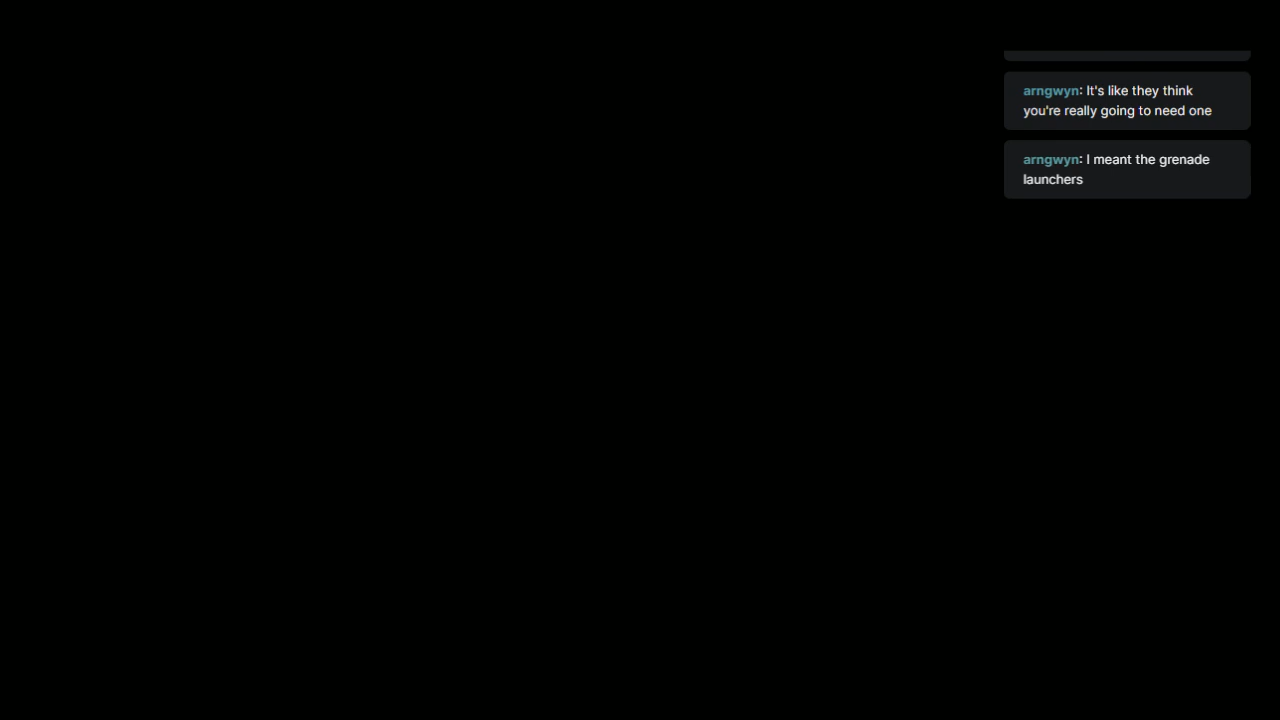 arngwyn: It's like they think
you're really going to need one
arngwyn: I meant the grenade
launchers